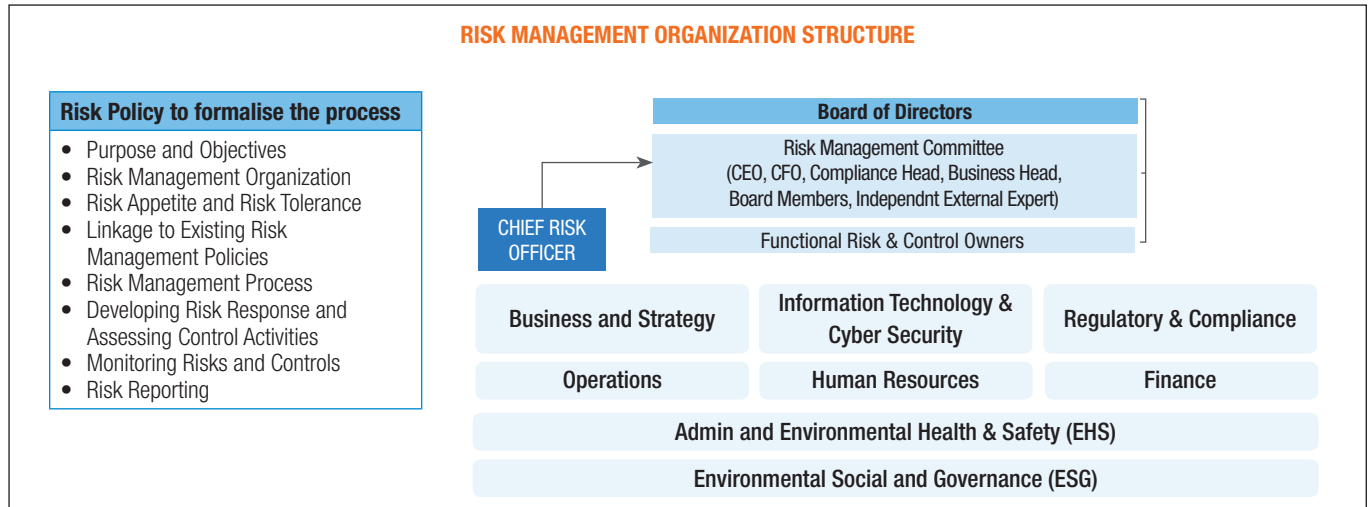 RISK MANAGEMENT ORGANIZATION STRUCTURE
Risk Policy to formalise the process
• Purpose and Objectives
• Risk Management Organization
• Risk Appetite and Risk Tolerance
• Linkage to Existing Risk
Management Policies
• Risk Management Process
• Developing Risk Response and
Assessing Control Activities
• Monitoring Risks and Controls
• Risk Reporting
Board of Directors
Risk Management Committee
(CEO, CFO, Compliance Head, Business Head,
Board Members, Independnt External Expert)
CHIEF RISK
OFFICER
Functional Risk & Control Owners
Business and Strategy
Information Technology &
Cyber Security
Regulatory & Compliance
Operations
Human Resources
Finance
Admin and Environmental Health & Safety (EHS)
Environmental Social and Governance (ESG)